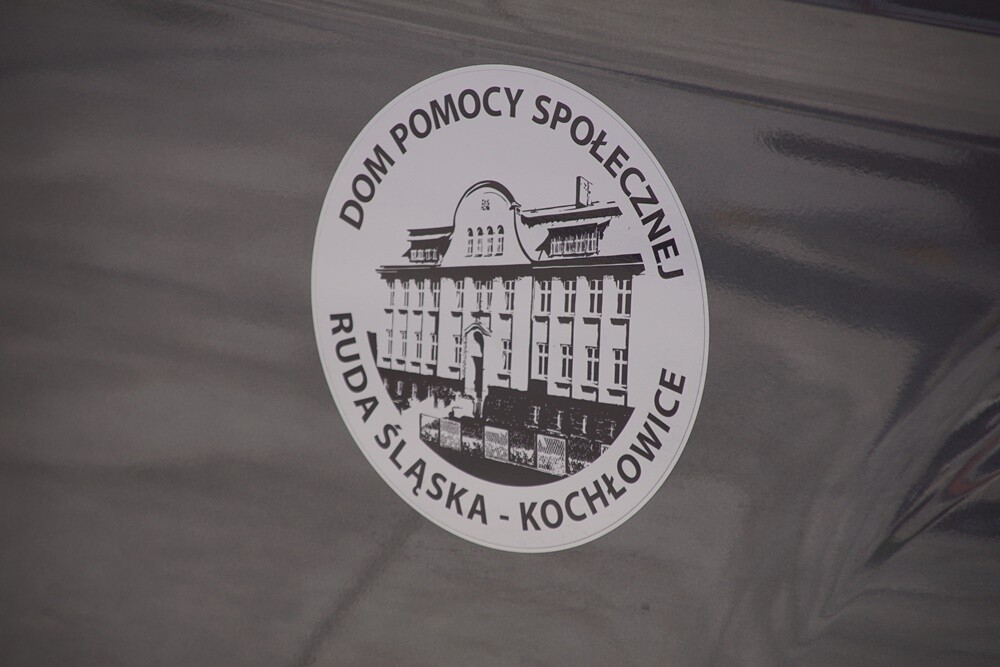 DOM POMOCY SPOŁECZNEJ
RUDA ŚLĄSKA - KOCHŁOWICE